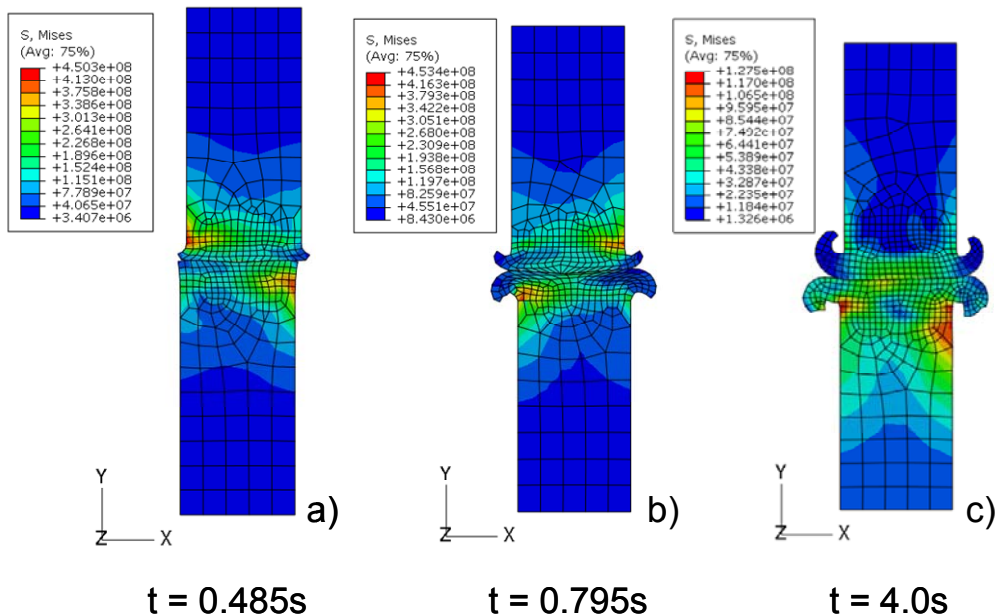 S, Mises
(Avg: 75%)
+4.503e+08
+4.130e+08
+3.758e+08
+3.386e+08
+3.013e+08
+2.641e+08
+2.268e+08
+1.896e+08
+1.524e+08
+1.151e+08
+7.789e+07
+4.065e+07
+3.407e+06
S, Mises
(Avg: 75%)
+4.534e+08
+4.163e+08
+3.793e+08
+3.422e+08
+3.051e+08
+2.680e+08
+2.309e+08
+1.938e+08
+1.568e+08
+1.197e+08
+8.259e+07
+4.551e+07
+8.430e+06
S, Mises
(Avg: 75%)
+1.275e+08
+1.170e+08
+1.065e+08
+9.595e+07
+8.544e+07
+7.492e+07
+6.441e+07
+5.389e+07
+4.338e+07
+3.287e+07
+2.235e+07
+1.184e+07
+1.326e+06
Y
Z X
a)
Y
Z X
b)
Y
Z X
c)
t = 0.485s
t = 0.795s
t = 4.0s